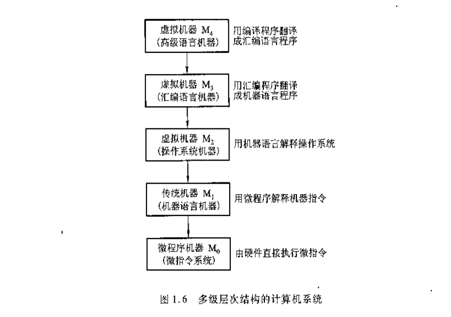 虚拟机器 M4
(高级语言机器)
用编译程序翻译
成汇编语言程序
虚拟机器 M3
(汇编语言机器)
用汇编程序翻译
成机器语言程序
虚拟机器 M2
(操作系统机器)
用机器语言解释操作系统
传统机器 M1
(机器语言机器)
用微程序解释机器指令
微程序机器 M0
(微指令系统)
由硬件直接执行微指令
图 1.6 多级层次结构的计算机系统